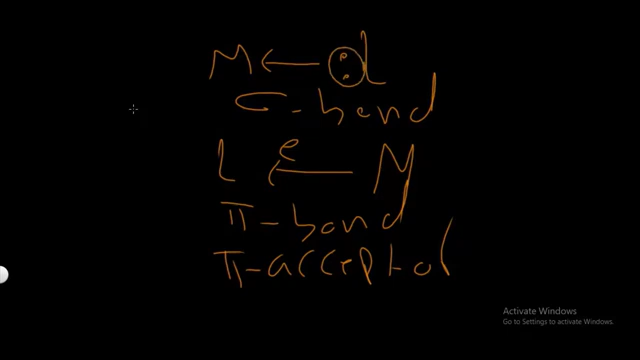 M ← :L
σ-bond
L ←e M
π-bond
π-acceptor
Activate Windows
Go to Settings to activate Windows.